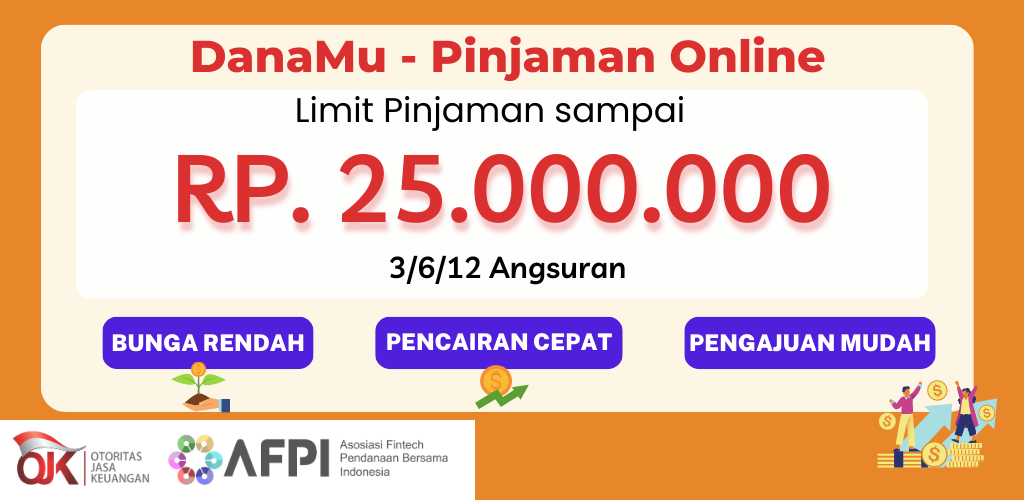 DanaMu - Pinjaman Online
Limit Pinjaman sampai
RP. 25.000.000
3/6/12 Angsuran
BUNGA RENDAH
PENCAIRAN CEPAT
PENGAJUAN MUDAH
OJK
OTORITAS
JASA
KEUANGAN
AFPI
Asosiasi Fintech
Pendanaan Bersama
Indonesia